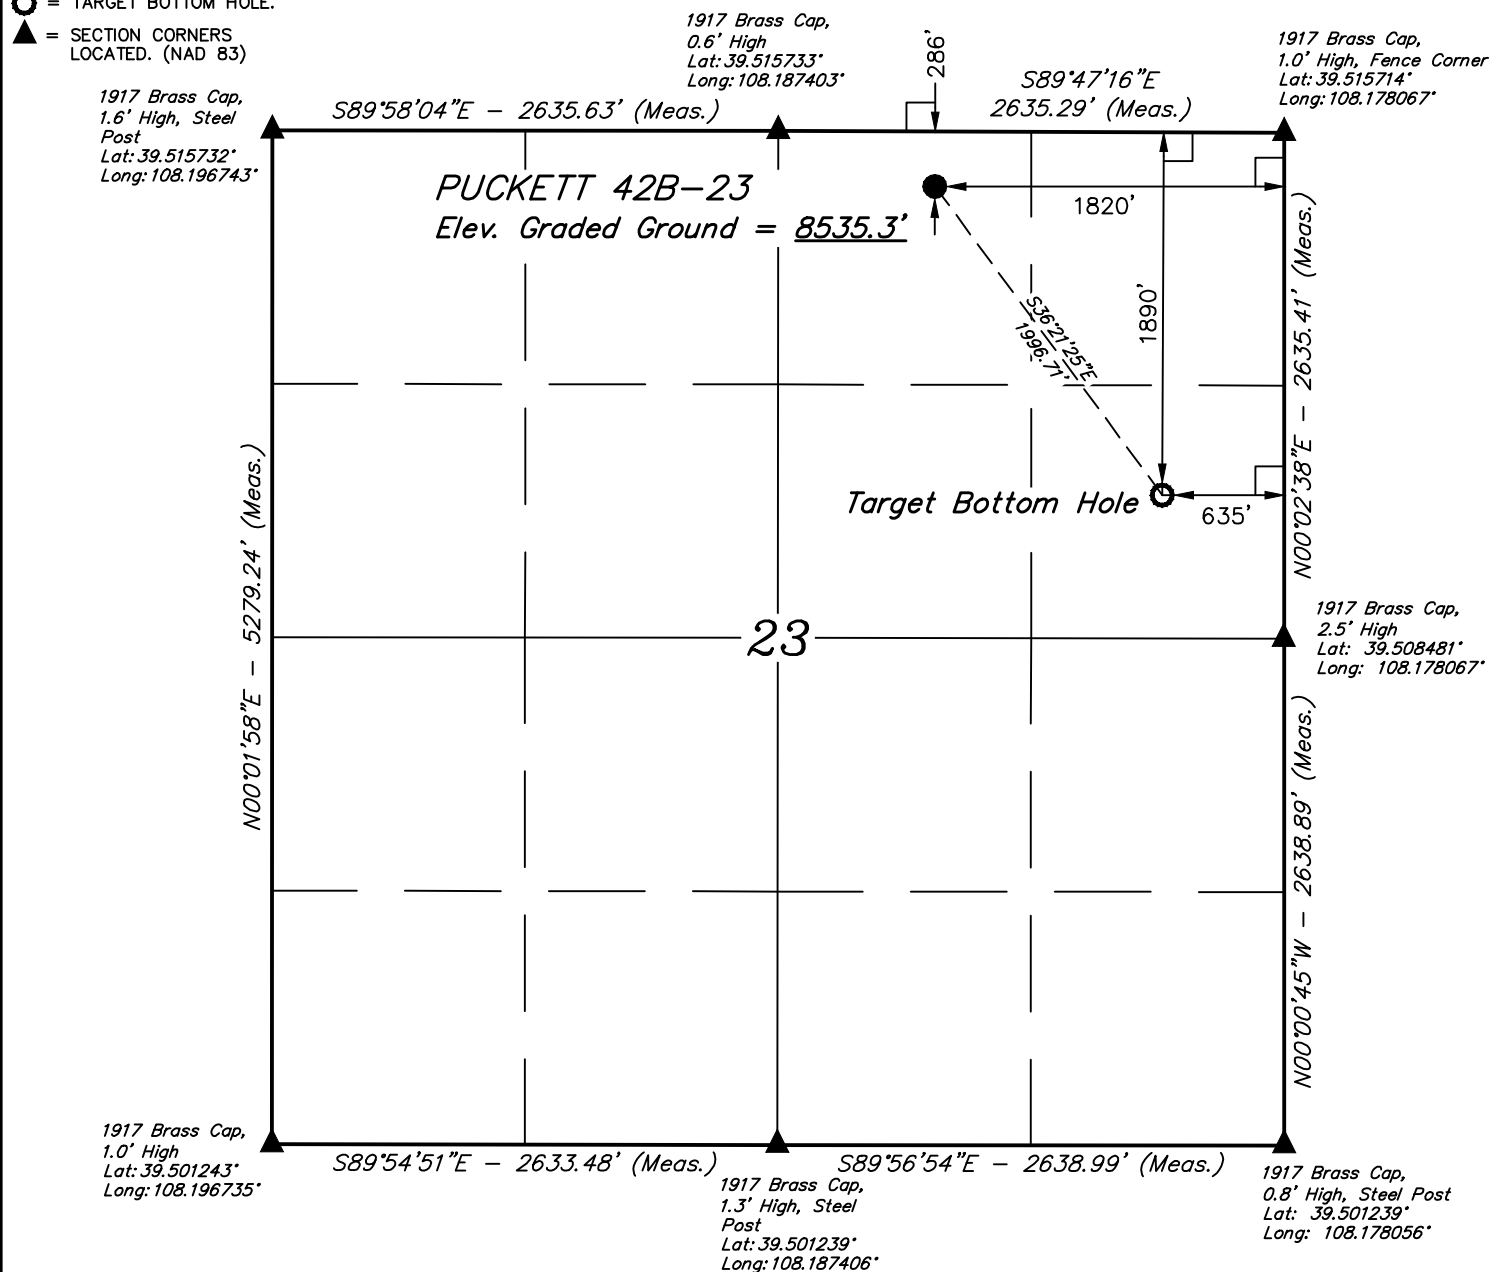 = TARGET BOTTOM HOLE.
= SECTION CORNERS
LOCATED. (NAD 83)
1917 Brass Cap,
0.6' High
Lat: 39.515733°
Long: 108.187403°
286'
S89°47'16"E
2635.29' (Meas.)
1917 Brass Cap,
1.0' High, Fence Corner
Lat: 39.515714°
Long: 108.178067°
1917 Brass Cap,
1.6' High, Steel
Post
Lat: 39.515732°
Long: 108.196743°
S89°58'04"E - 2635.63' (Meas.)
PUCKETT 42B-23
Elev. Graded Ground = 8535.3'
1820'
1890'
S36°21'25"E
1996.71'
N00°02'38"E - 2635.41' (Meas.)
Target Bottom Hole
635'
N00°01'58"E - 5279.24' (Meas.)
23
1917 Brass Cap,
2.5' High
Lat: 39.508481°
Long: 108.178067°
N00°00'45"W - 2638.89' (Meas.)
1917 Brass Cap,
1.0' High
Lat: 39.501243°
Long: 108.196735°
S89°54'51"E - 2633.48' (Meas.)
S89°56'54"E - 2638.99' (Meas.)
1917 Brass Cap,
1.3' High, Steel
Post
Lat: 39.501239°
Long: 108.187406°
1917 Brass Cap,
0.8' High, Steel Post
Lat: 39.501239°
Long: 108.178056°